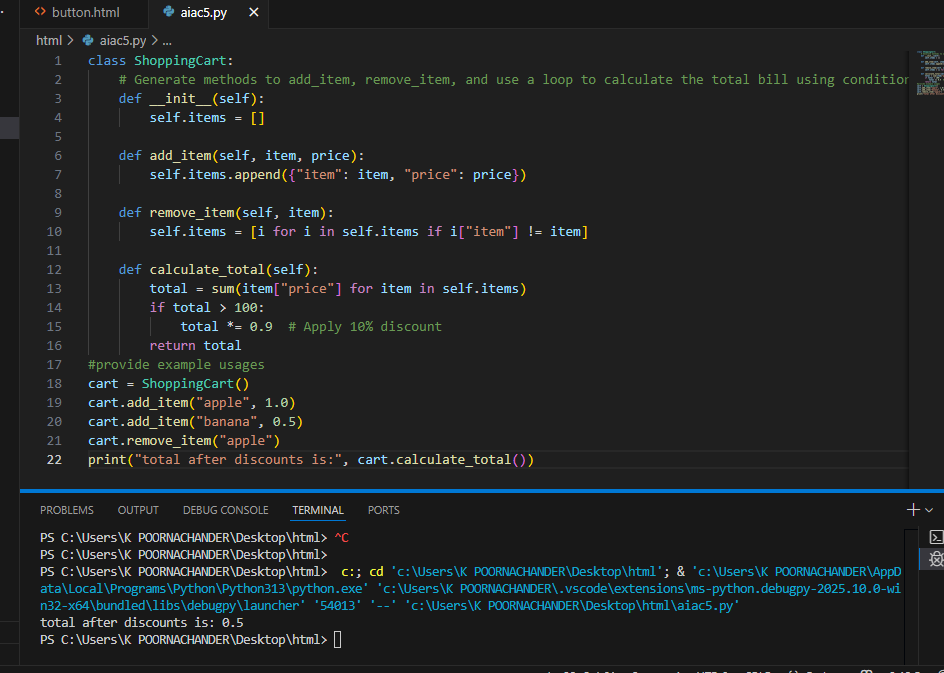 button.html
aiac5.py
html > aiac5.py > ...
1 class ShoppingCart:
2 # Generate methods to add_item, remove_item, and use a loop to calculate the total bill using condition
3 def __init__(self):
4 self.items = []
5
6 def add_item(self, item, price):
7 self.items.append({"item": item, "price": price})
8
9 def remove_item(self, item):
10 self.items = [i for i in self.items if i["item"] != item]
11
12 def calculate_total(self):
13 total = sum(item["price"] for item in self.items)
14 if total > 100:
15 total *= 0.9  # Apply 10% discount
16 return total
17 #provide example usages
18 cart = ShoppingCart()
19 cart.add_item("apple", 1.0)
20 cart.add_item("banana", 0.5)
21 cart.remove_item("apple")
22 print("total after discounts is:", cart.calculate_total())
PROBLEMS OUTPUT DEBUG CONSOLE TERMINAL PORTS
PS C:\Users\K POORNACHANDER\Desktop\html> ^C
PS C:\Users\K POORNACHANDER\Desktop\html>
PS C:\Users\K POORNACHANDER\Desktop\html>  c:; cd 'c:\Users\K POORNACHANDER\Desktop\html'; & 'c:\Users\K POORNACHANDER\AppD
ata\Local\Programs\Python\Python313\python.exe' 'c:\Users\K POORNACHANDER\.vscode\extensions\ms-python.debugpy-2025.10.0-wi
n32-x64\bundled\libs\debugpy\launcher' '54013' '--' 'c:\Users\K POORNACHANDER\Desktop\html\aiac5.py'
total after discounts is: 0.5
PS C:\Users\K POORNACHANDER\Desktop\html>